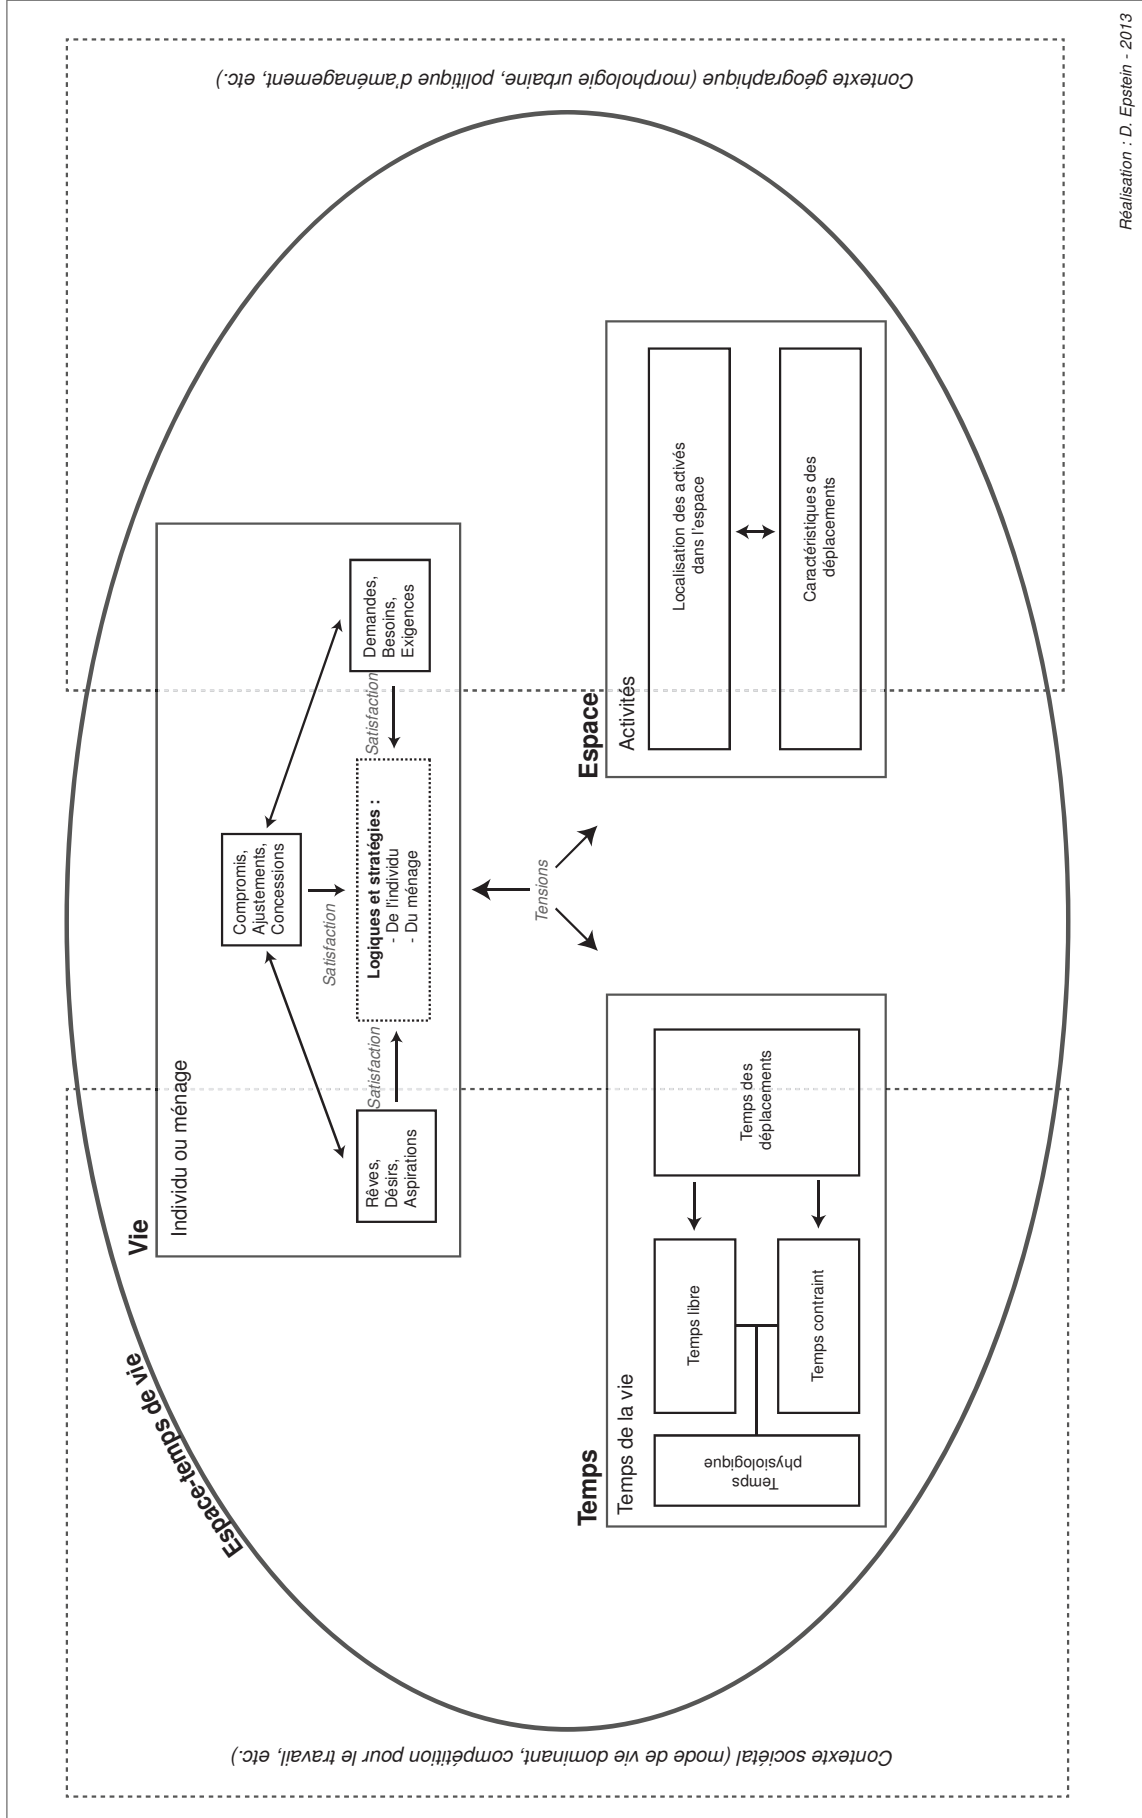 Espace-temps de vie
Contexte sociétal (mode de vie dominant, compétition pour le travail, etc.)
Contexte géographique (morphologie urbaine, politique d'aménagement, etc.)
Vie
Individu ou ménage
Compromis,
Ajustements,
Concessions
Satisfaction
Rêves,
Désirs,
Aspirations
Satisfaction
Logiques et stratégies :
- De l'individu
- Du ménage
Satisfaction
Demandes,
Besoins,
Exigences
Tensions
Temps
Temps de la vie
Temps
physiologique
Temps libre
Temps contraint
Temps des
déplacements
Espace
Activités
Localisation des activés
dans l'espace
Caractéristiques des
déplacements
Réalisation : D. Epstein - 2013